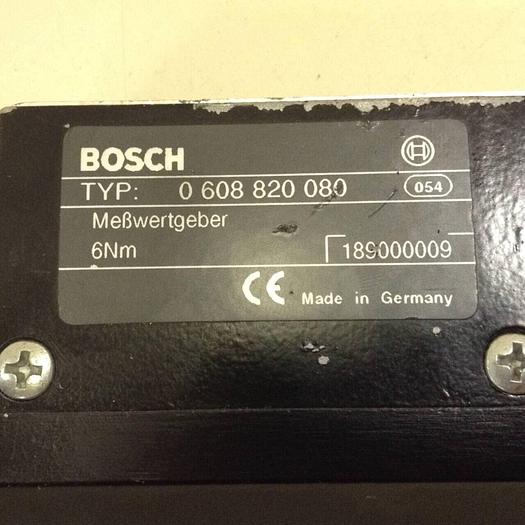 BOSCH
TYP: 0 608 820 080 054
Meßwertgeber
6Nm 189000009
CE Made in Germany